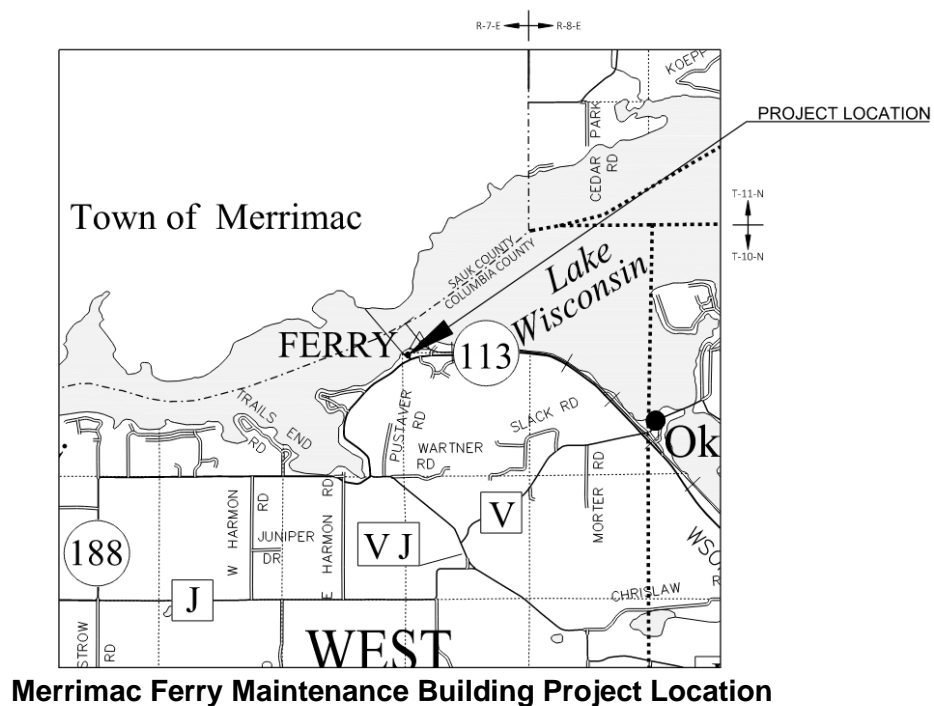 R-7-E R-8-E
KOEPP
PROJECT LOCATION
CEDAR PARK
RD
T-11-N
T-10-N
Town of Merrimac
SAUK COUNTY
COLUMBIA COUNTY
Lake
Wisconsin
FERRY
113
TRAILS END
RD
PUSTAVER
RD
SLACK RD
WARTNER
RD
Ok
W HARMON
RD
JUNIPER
DR
E HARMON RD
V J
V
MORTER RD
188
J
CHRISLAW R
STROW
RD
WEST
Merrimac Ferry Maintenance Building Project Location